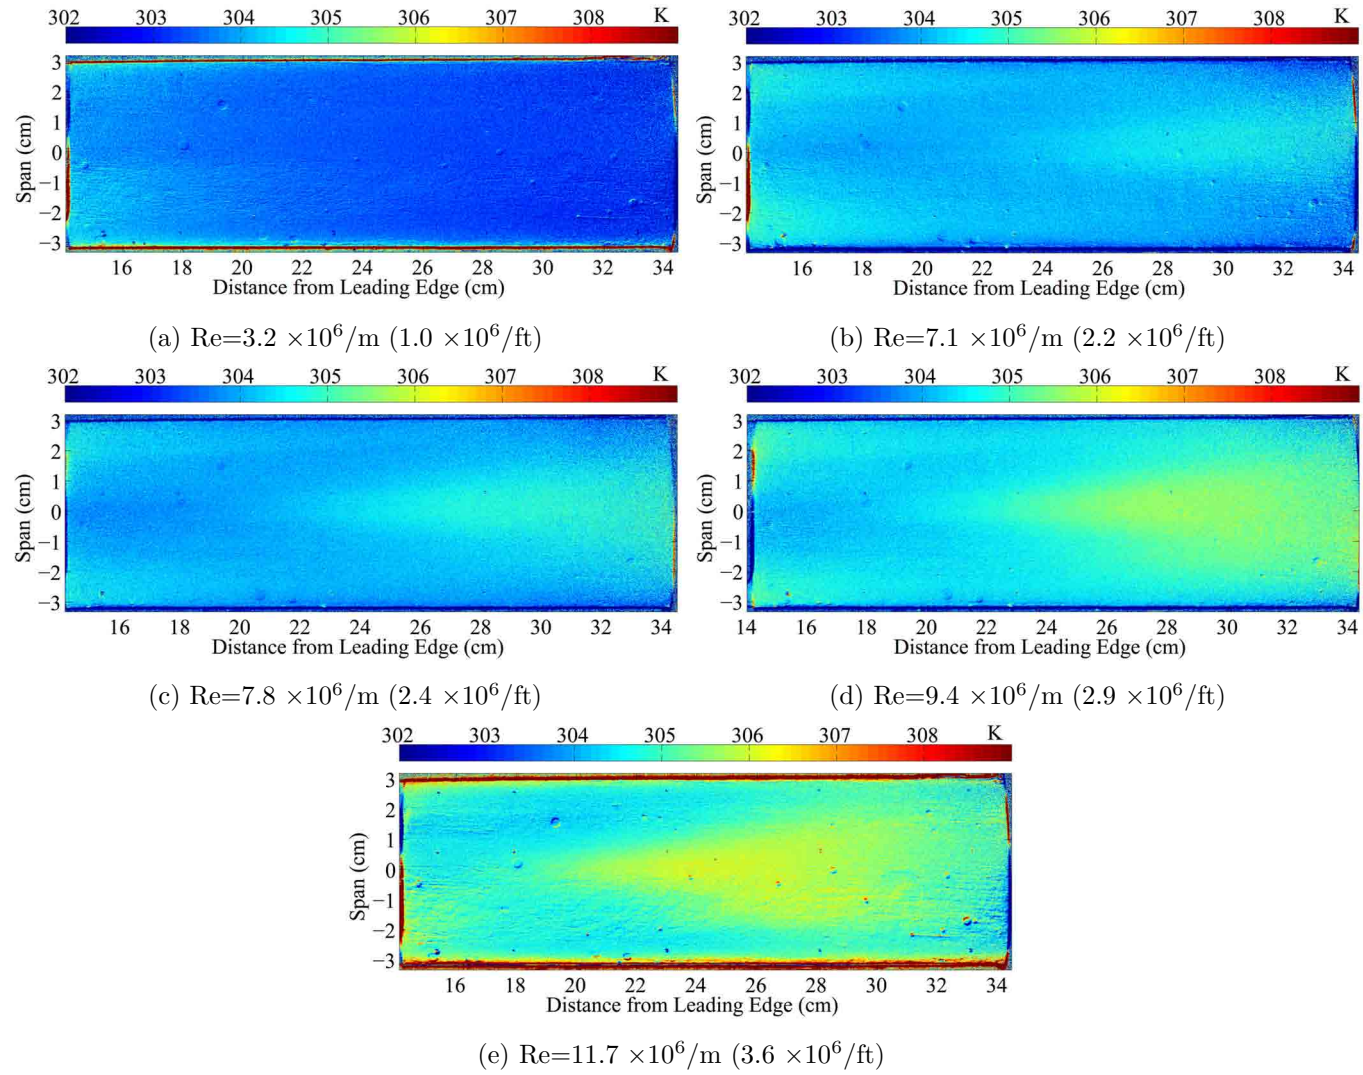 302 303 304 305 306 307 308 K
3
2
1
0
−1
−2
−3
Span (cm)
16 18 20 22 24 26 28 30 32 34
Distance from Leading Edge (cm)
(a) Re=3.2 ×10⁶/m (1.0 ×10⁶/ft)
302 303 304 305 306 307 308 K
3
2
1
0
−1
−2
−3
Span (cm)
16 18 20 22 24 26 28 30 32 34
Distance from Leading Edge (cm)
(b) Re=7.1 ×10⁶/m (2.2 ×10⁶/ft)
302 303 304 305 306 307 308 K
3
2
1
0
−1
−2
−3
Span (cm)
16 18 20 22 24 26 28 30 32 34
Distance from Leading Edge (cm)
(c) Re=7.8 ×10⁶/m (2.4 ×10⁶/ft)
302 303 304 305 306 307 308 K
3
2
1
0
−1
−2
−3
Span (cm)
14 16 18 20 22 24 26 28 30 32 34
Distance from Leading Edge (cm)
(d) Re=9.4 ×10⁶/m (2.9 ×10⁶/ft)
302 303 304 305 306 307 308 K
3
2
1
0
−1
−2
−3
Span (cm)
16 18 20 22 24 26 28 30 32 34
Distance from Leading Edge (cm)
(e) Re=11.7 ×10⁶/m (3.6 ×10⁶/ft)